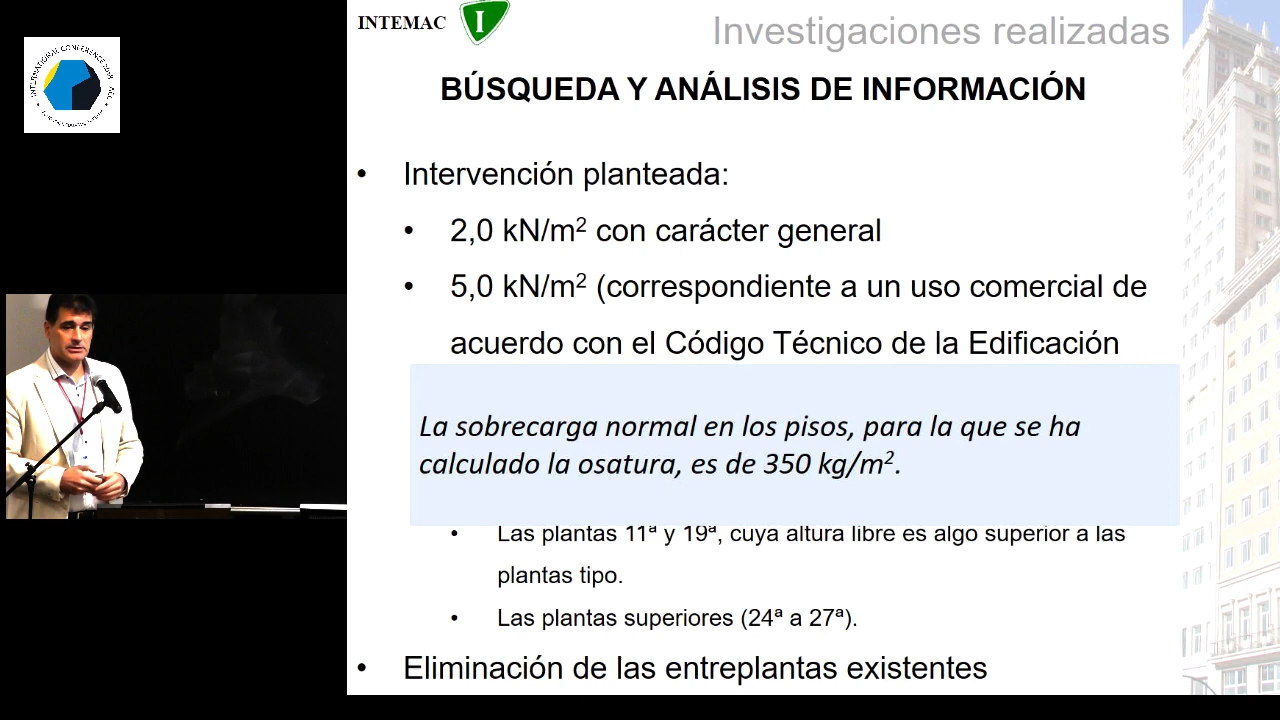 INTEMAC
I
Investigaciones realizadas
BÚSQUEDA Y ANÁLISIS DE INFORMACIÓN
• Intervención planteada:
• 2,0 kN/m² con carácter general
• 5,0 kN/m² (correspondiente a un uso comercial de
acuerdo con el Código Técnico de la Edificación
La sobrecarga normal en los pisos, para la que se ha
calculado la osatura, es de 350 kg/m².
• Las plantas 11ª y 19ª, cuya altura libre es algo superior a las
plantas tipo.
• Las plantas superiores (24ª a 27ª).
• Eliminación de las entreplantas existentes
INTERNATIONAL CONFERENCE